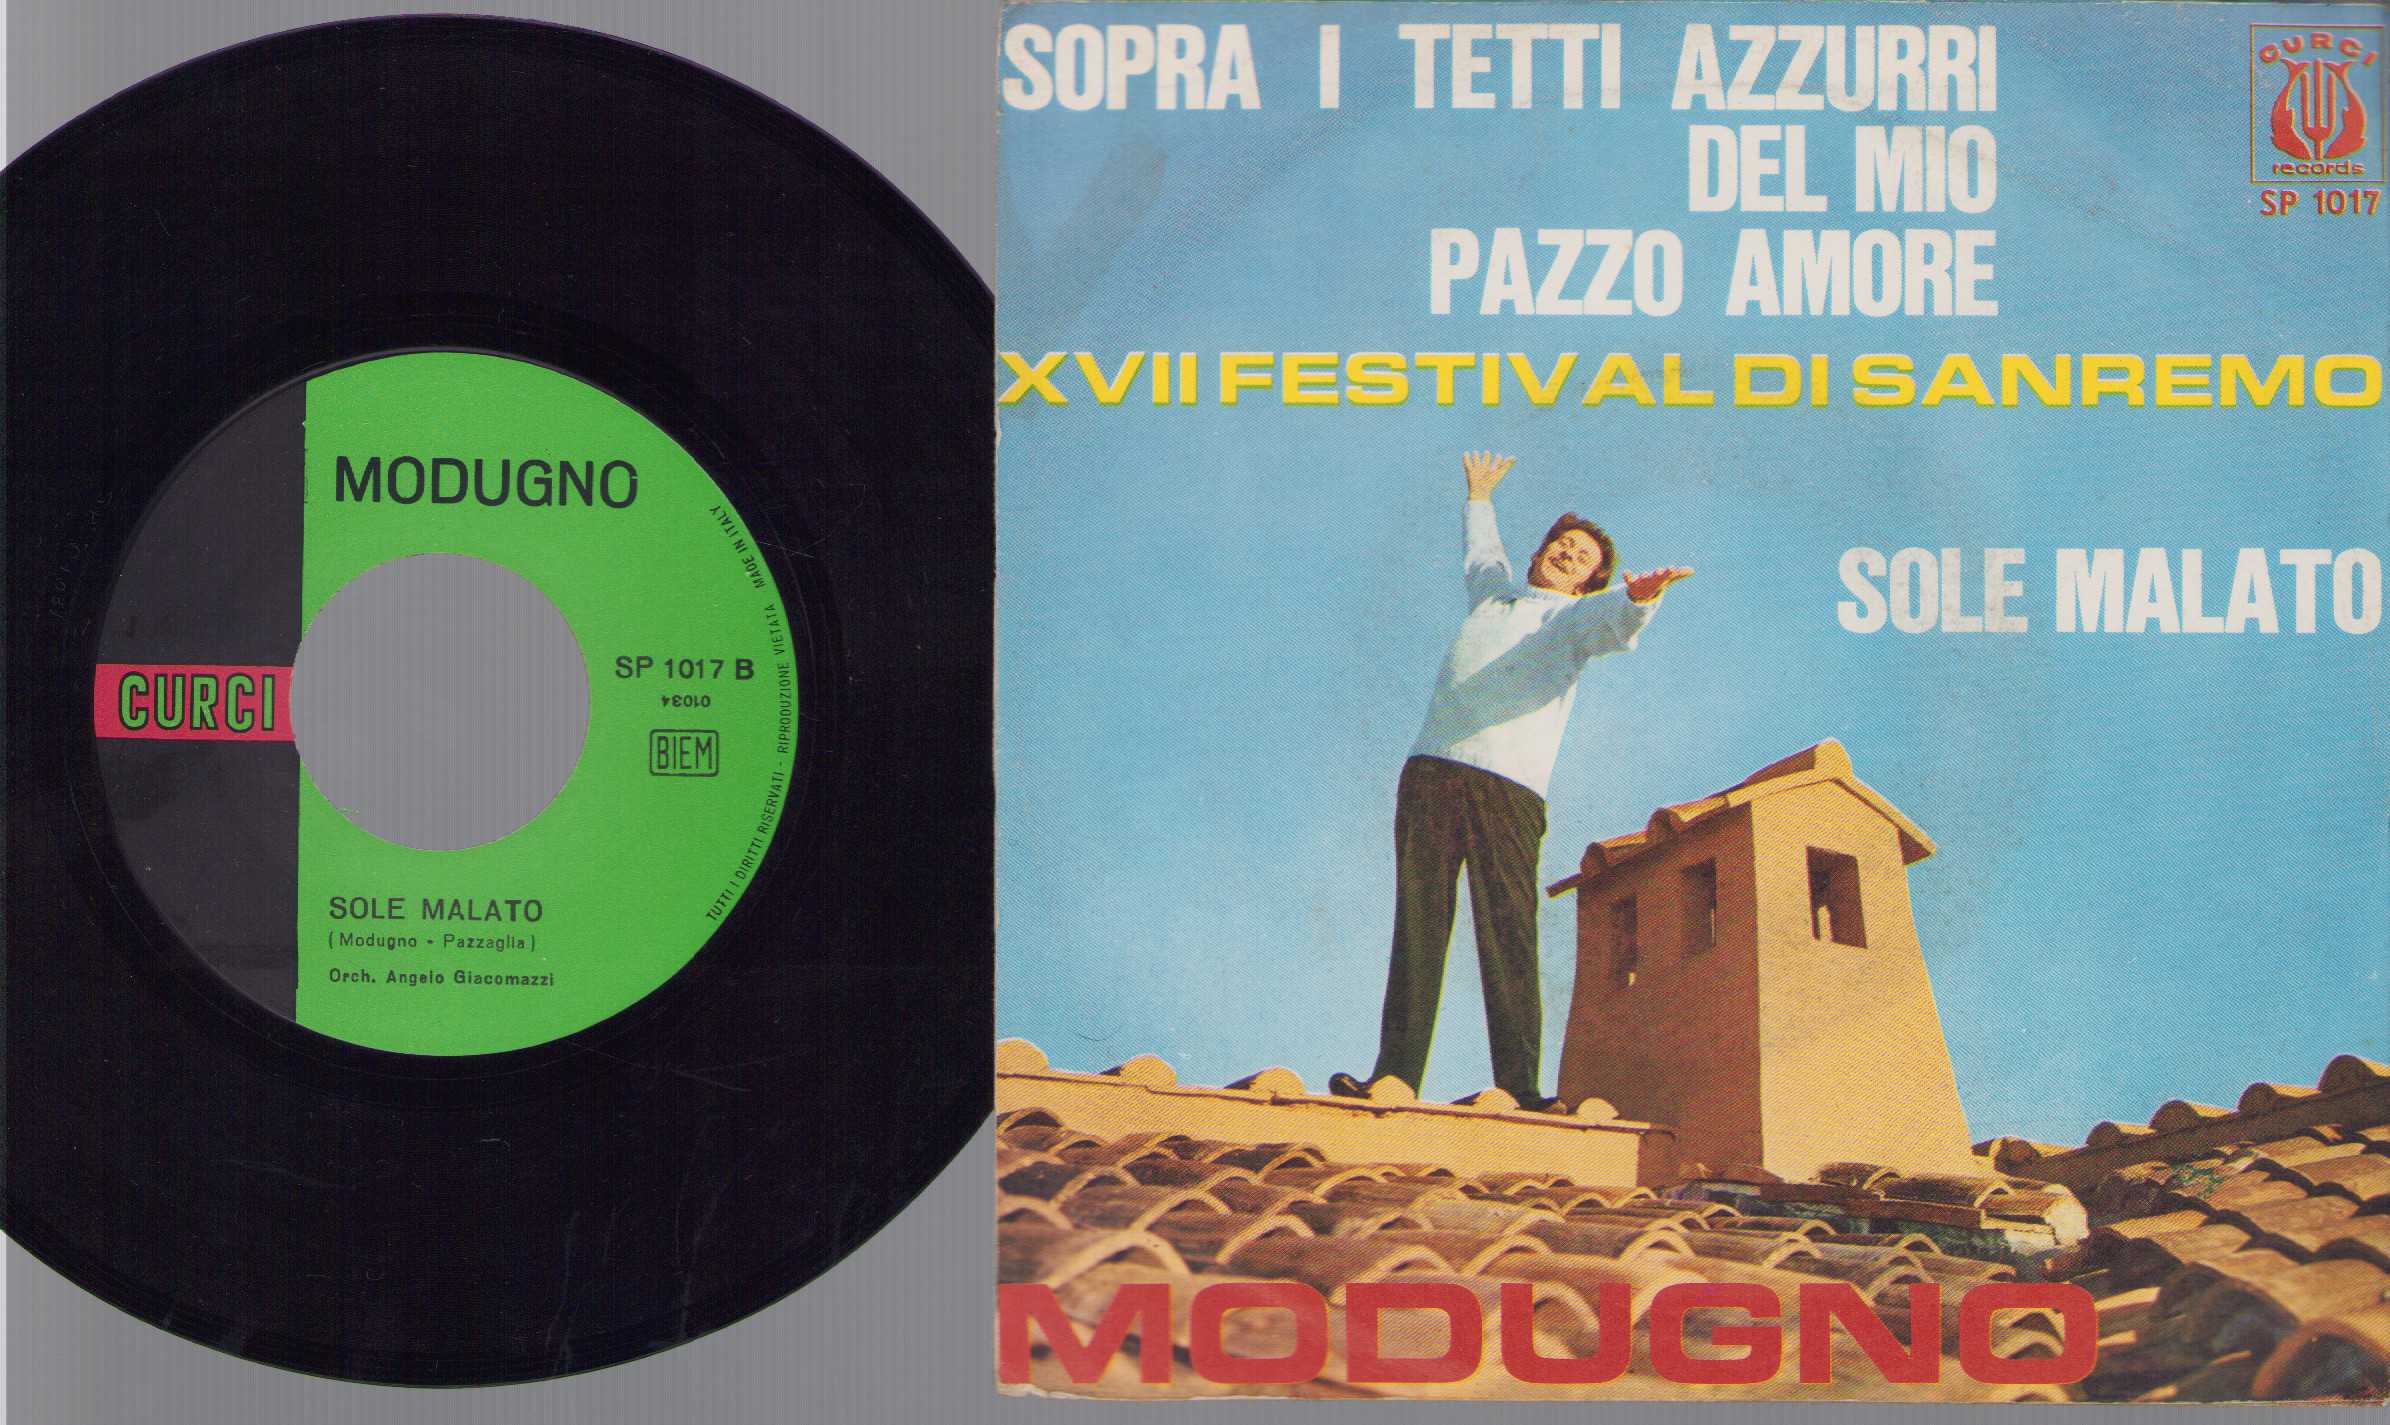 MODUGNO
CURCI
SP 1017 B
01034
BIEM
SOLE MALATO
(Modugno - Pazzaglia)
Orch. Angelo Giacomazzi
TUTTI I DIRITTI RISERVATI - RIPRODUZIONE VIETATA MADE IN ITALY
SOPRA I TETTI AZZURRI
DEL MIO
PAZZO AMORE
CURCI
records
SP 1017
XVII FESTIVAL DI SANREMO
SOLE MALATO
MODUGNO